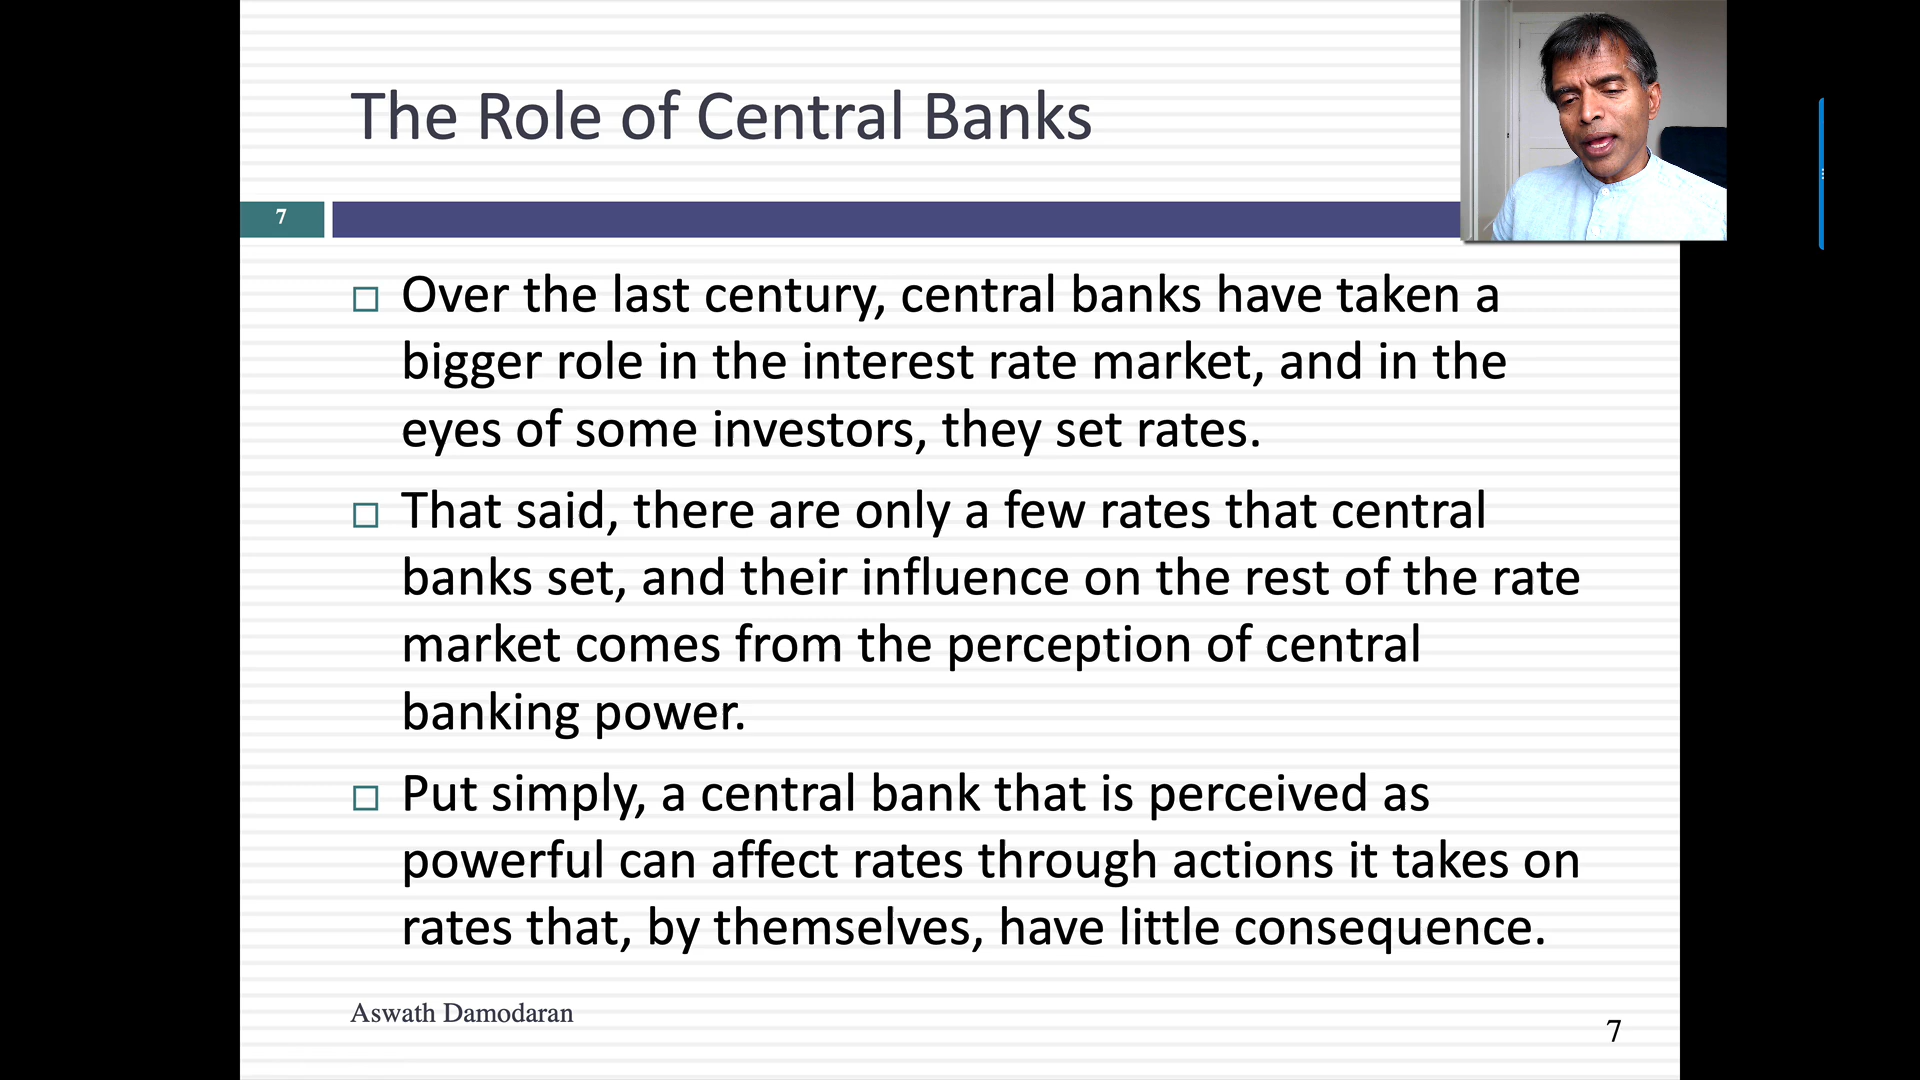 The Role of Central Banks
7
Over the last century, central banks have taken a
bigger role in the interest rate market, and in the
eyes of some investors, they set rates.
That said, there are only a few rates that central
banks set, and their influence on the rest of the rate
market comes from the perception of central
banking power.
Put simply, a central bank that is perceived as
powerful can affect rates through actions it takes on
rates that, by themselves, have little consequence.
Aswath Damodaran
7